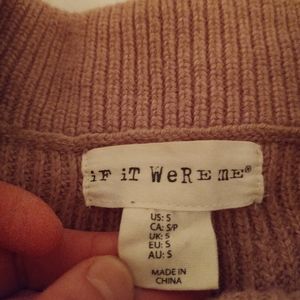 iF iT WeRe me®
US: S
CA: S/P
UK: S
EU: S
AU: S
MADE IN
CHINA